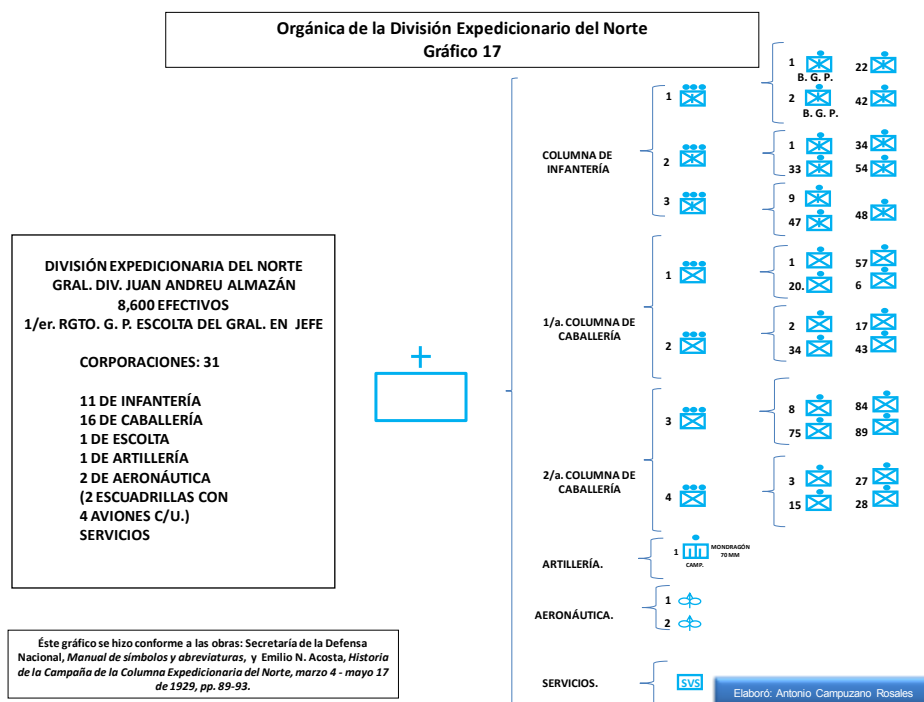 Orgánica de la División Expedicionario del Norte
Gráfico 17
DIVISIÓN EXPEDICIONARIA DEL NORTE
GRAL. DIV. JUAN ANDREU ALMAZÁN
8,600 EFECTIVOS
1/er. RGTO. G. P. ESCOLTA DEL GRAL. EN JEFE
CORPORACIONES: 31
11 DE INFANTERÍA
16 DE CABALLERÍA
1 DE ESCOLTA
1 DE ARTILLERÍA
2 DE AERONÁUTICA
(2 ESCUADRILLAS CON
4 AVIONES C/U.)
SERVICIOS
COLUMNA DE
INFANTERÍA
1
1 22
B. G. P.
2 42
B. G. P.
2
1 34
33 54
3
9
47 48
1/a. COLUMNA DE
CABALLERÍA
1
1 57
20. 6
2
2 17
34 43
2/a. COLUMNA DE
CABALLERÍA
3
8 84
75 89
4
3 27
15 28
ARTILLERÍA.
1
CAMP.
MONDRAGÓN
70 MM
AERONÁUTICA.
1
2
SERVICIOS.
SVS
Éste gráfico se hizo conforme a las obras: Secretaría de la Defensa
Nacional, Manual de símbolos y abreviaturas, y Emilio N. Acosta, Historia
de la Campaña de la Columna Expedicionaria del Norte, marzo 4 - mayo 17
de 1929, pp. 89-93.
Elaboró: Antonio Campuzano Rosales